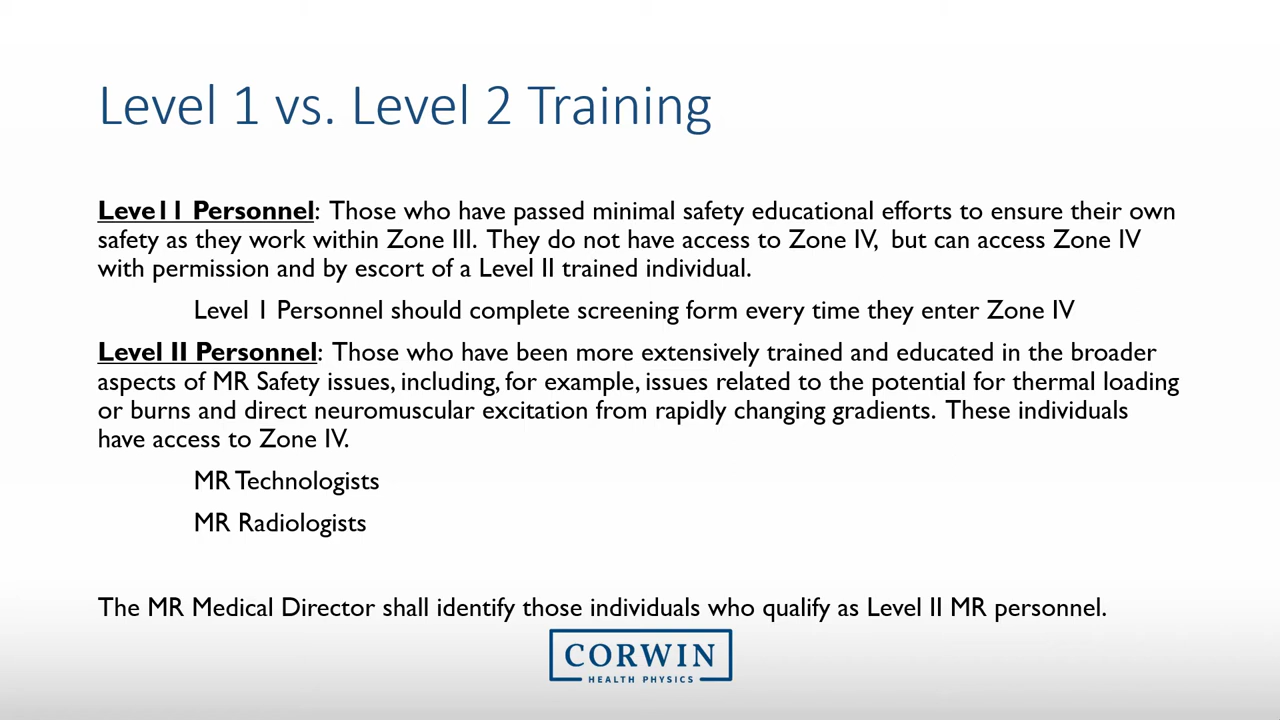 Level 1 vs. Level 2 Training
Level1 Personnel: Those who have passed minimal safety educational efforts to ensure their own
safety as they work within Zone III. They do not have access to Zone IV, but can access Zone IV
with permission and by escort of a Level II trained individual.
Level 1 Personnel should complete screening form every time they enter Zone IV
Level II Personnel: Those who have been more extensively trained and educated in the broader
aspects of MR Safety issues, including, for example, issues related to the potential for thermal loading
or burns and direct neuromuscular excitation from rapidly changing gradients. These individuals
have access to Zone IV.
MR Technologists
MR Radiologists
The MR Medical Director shall identify those individuals who qualify as Level II MR personnel.
CORWIN
HEALTH PHYSICS